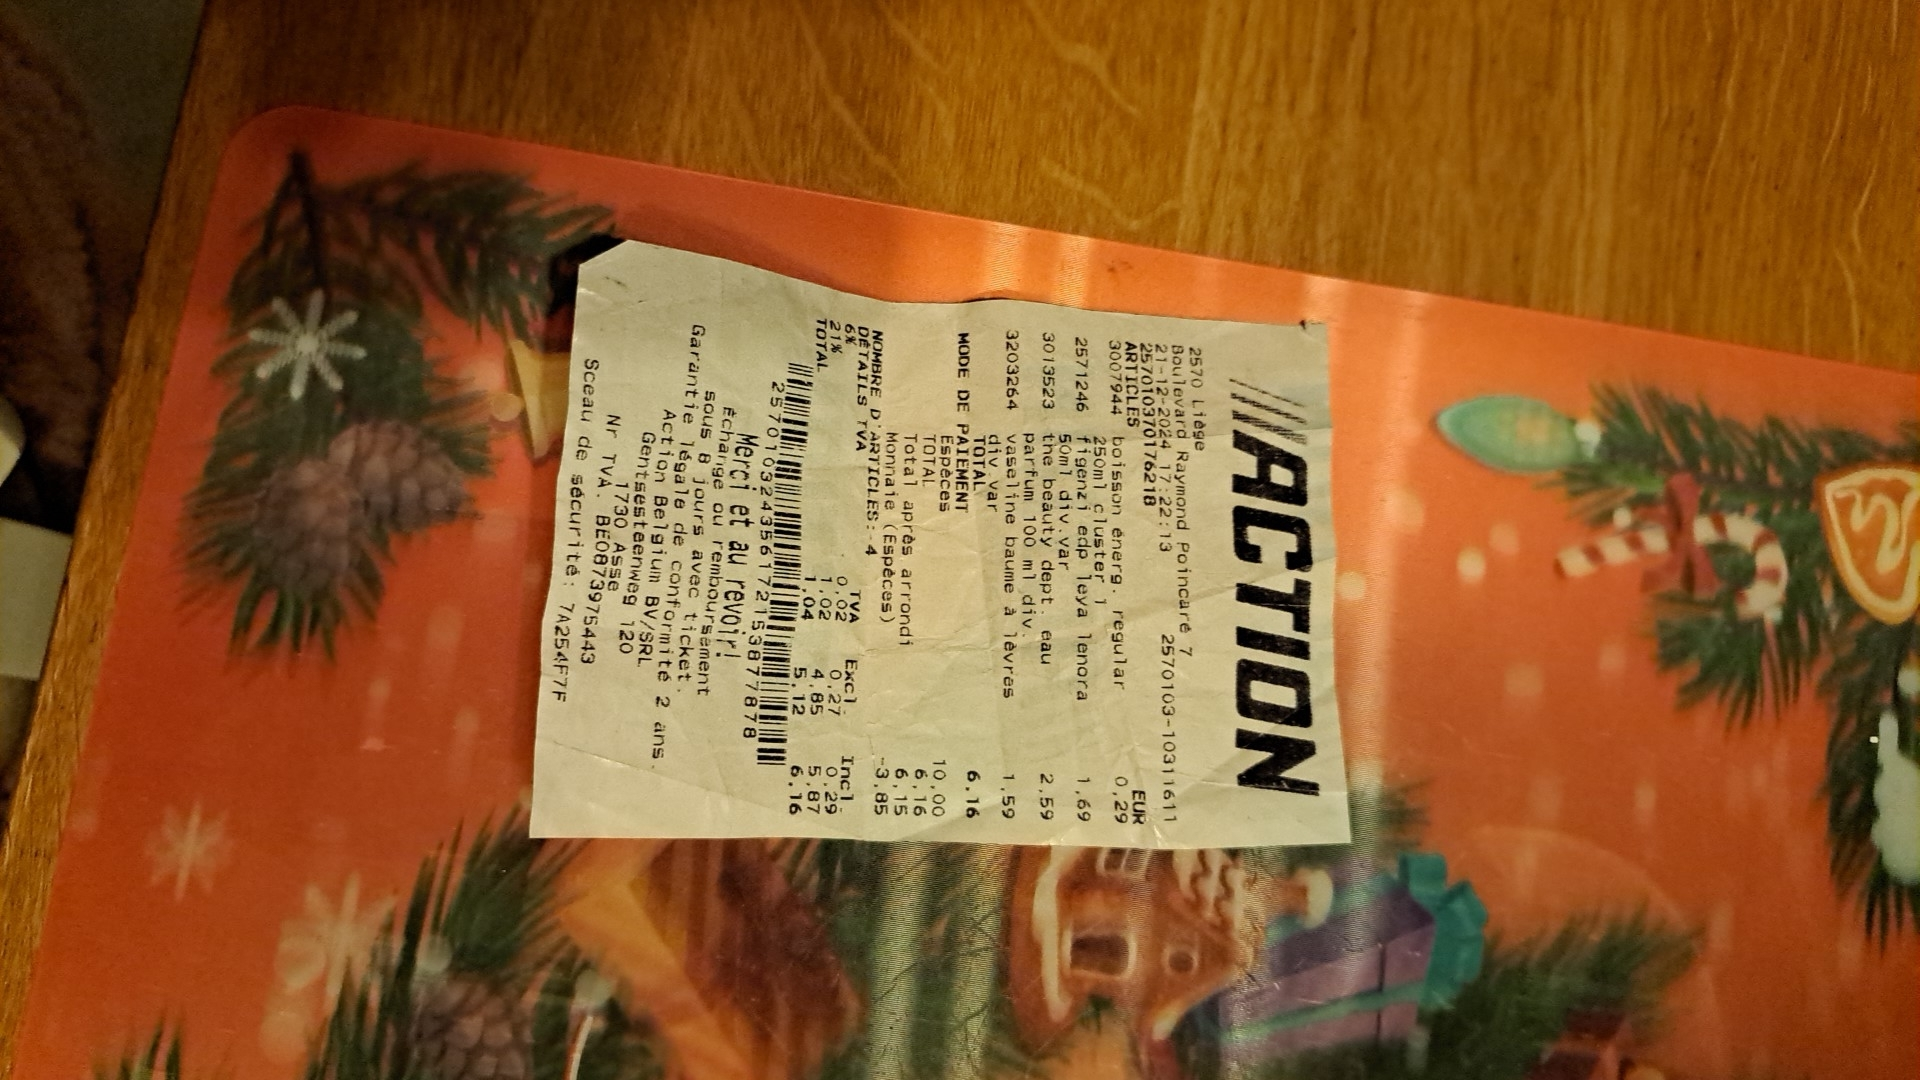 ACTION
2570 Liège
Boulevard Raymond Poincaré 7
21-12-2024 17:22:13 2570103-10311611
257010370176218
ARTICLES EUR
3007944 boisson énerg. regular 0,29
250ml cluster 1
2571246 figenzi edp leya lenora 1,69
50ml div.var
3013523 the beauty dept. eau 2,59
parfum 100 ml div.
3203264 vaseline baume à lèvres 1,59
div.var
TOTAL 6.16
MODE DE PAIEMENT
Espèces 10,00
TOTAL 6,16
Total après arrondi 6,15
Monnaie (Espèces) -3,85
NOMBRE D'ARTICLES: 4
DÉTAILS TVA TVA Excl. Incl.
6% 0,02 0,27 0,29
21% 1,02 4,85 5,87
TOTAL 1,04 5,12 6.16
257010324356172153877878
Merci et au revoir!
Échange ou remboursement
sous 8 jours avec ticket.
Garantie légale de conformité 2 ans.
Action Belgium BV/SRL
Gentsesteenweg 120
1730 Asse
Nr TVA. BE0873975443
Sceau de sécurité: 7A254F7F